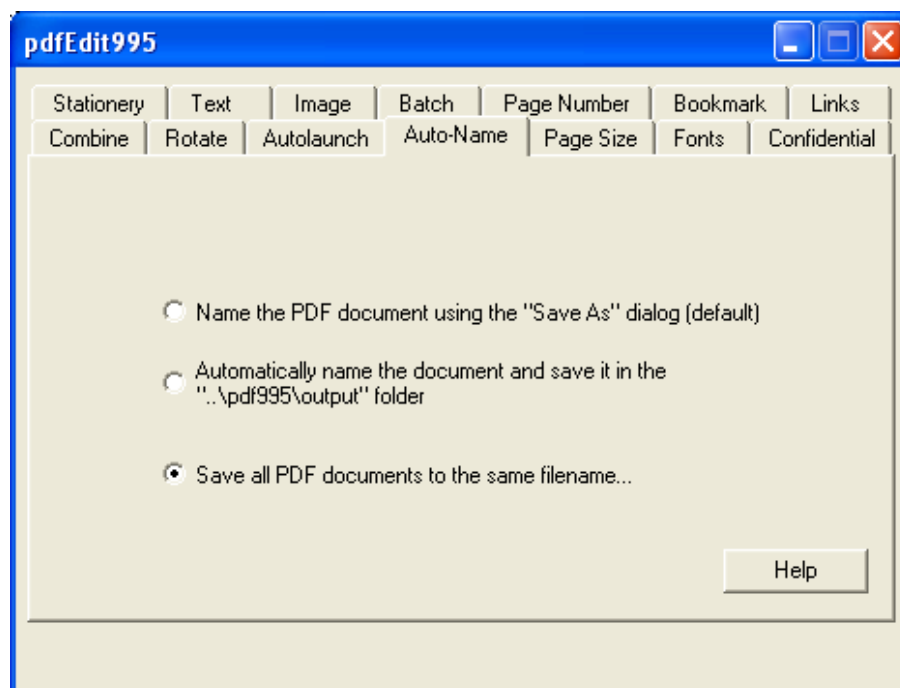 pdfEdit995
Stationery Text Image Batch Page Number Bookmark Links
Combine Rotate Autolaunch Auto-Name Page Size Fonts Confidential
Name the PDF document using the "Save As" dialog (default)
Automatically name the document and save it in the
"..\pdf995\output" folder
Save all PDF documents to the same filename...
Help